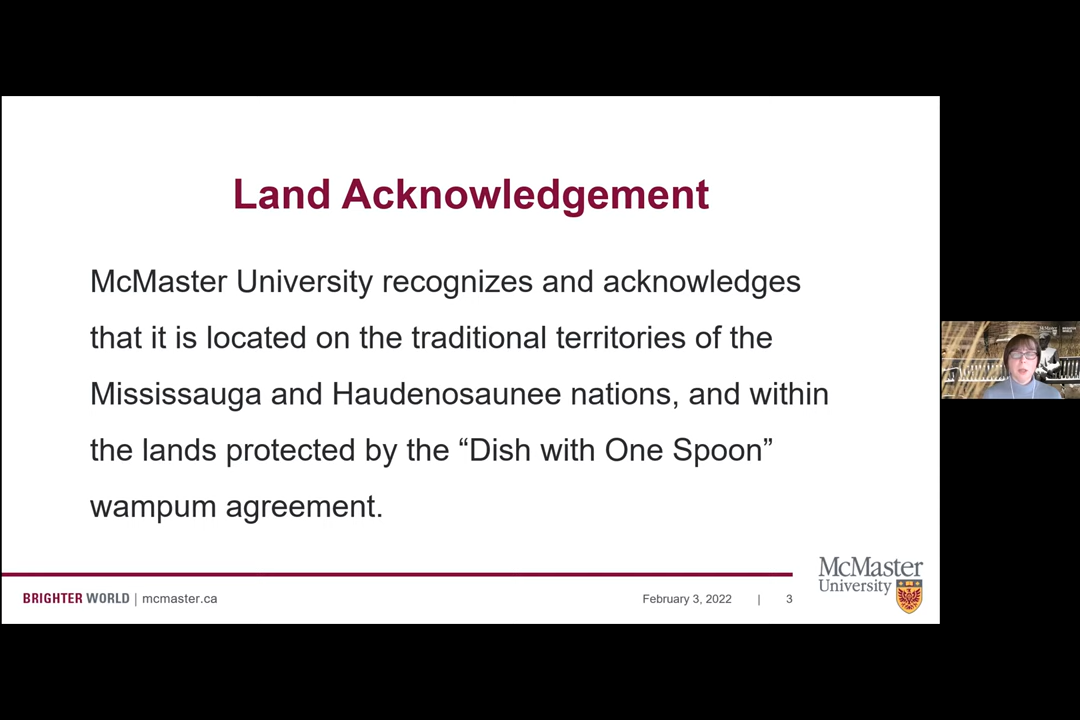 Land Acknowledgement
McMaster University recognizes and acknowledges
that it is located on the traditional territories of the
Mississauga and Haudenosaunee nations, and within
the lands protected by the “Dish with One Spoon”
wampum agreement.
BRIGHTER WORLD | mcmaster.ca
February 3, 2022 | 3
McMaster
University